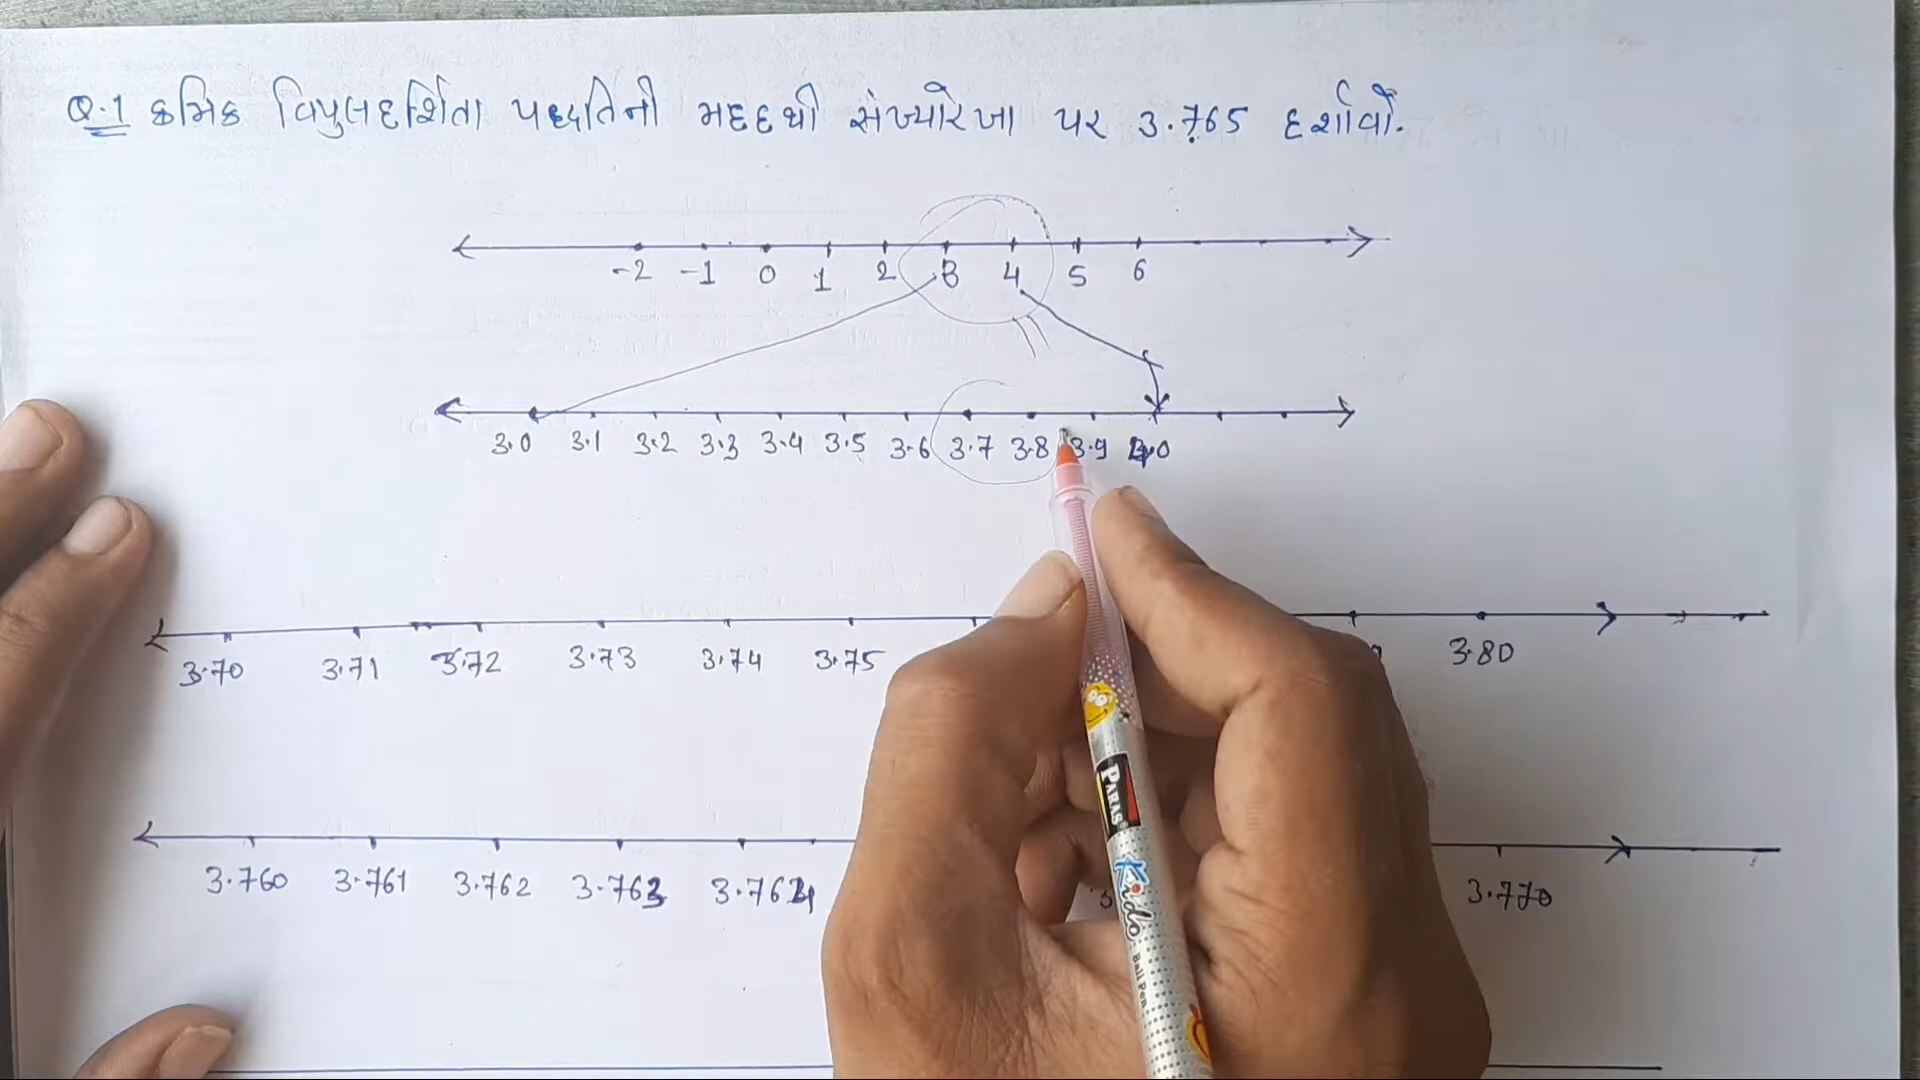 Q.1 ક્રમિક વિપુલદર્શિતા પદ્ધતિની મદદથી સંખ્યારેખા પર 3.765 દર્શાવો.
-2 -1 0 1 2 3 4 5 6
3.0 3.1 3.2 3.3 3.4 3.5 3.6 3.7 3.8 3.9 4.0
3.70 3.71 3.72 3.73 3.74 3.75 3.80
3.760 3.761 3.762 3.763 3.764 3.770
PARAS
Kido
Ball Pen